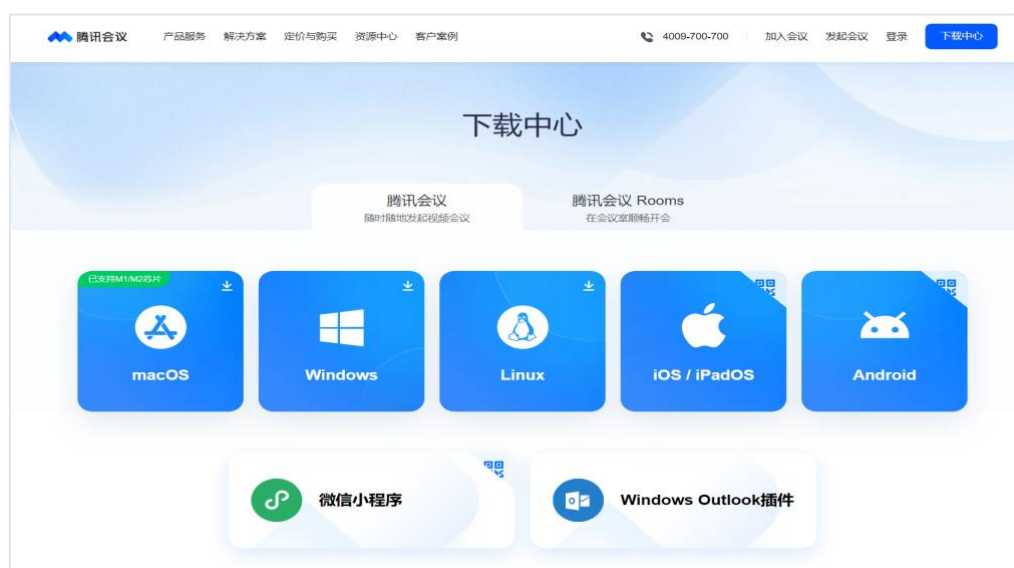 腾讯会议 产品服务 解决方案 定价与购买 资源中心 客户案例 4009-700-700 加入会议 发起会议 登录 下载中心
下载中心
腾讯会议 腾讯会议 Rooms
随时随地发起视频会议 在会议室顺畅开会
已支持M1/M2芯片
macOS Windows Linux iOS / iPadOS Android
微信小程序 Windows Outlook插件